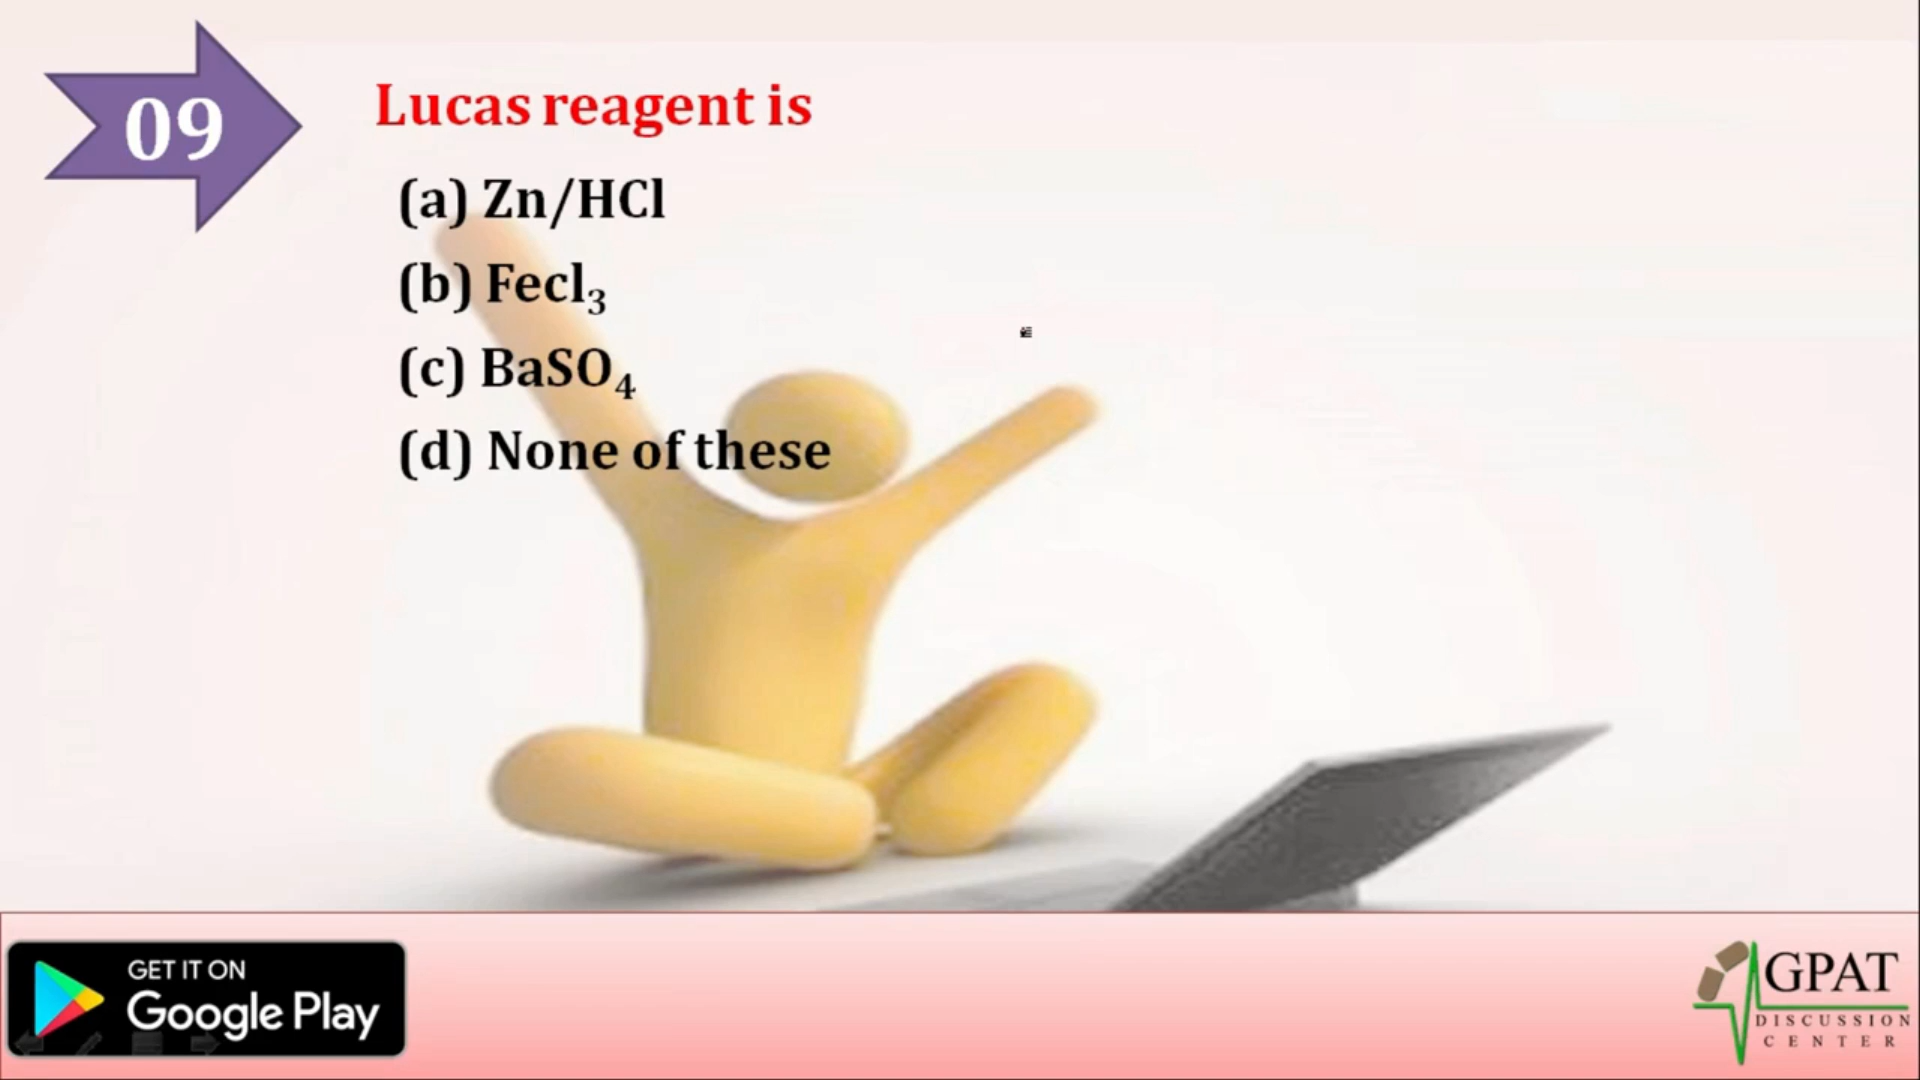 09
Lucas reagent is
(a) Zn/HCl
(b) Fecl₃
(c) BaSO₄
(d) None of these
GET IT ON
Google Play
GPAT
DISCUSSION
CENTER